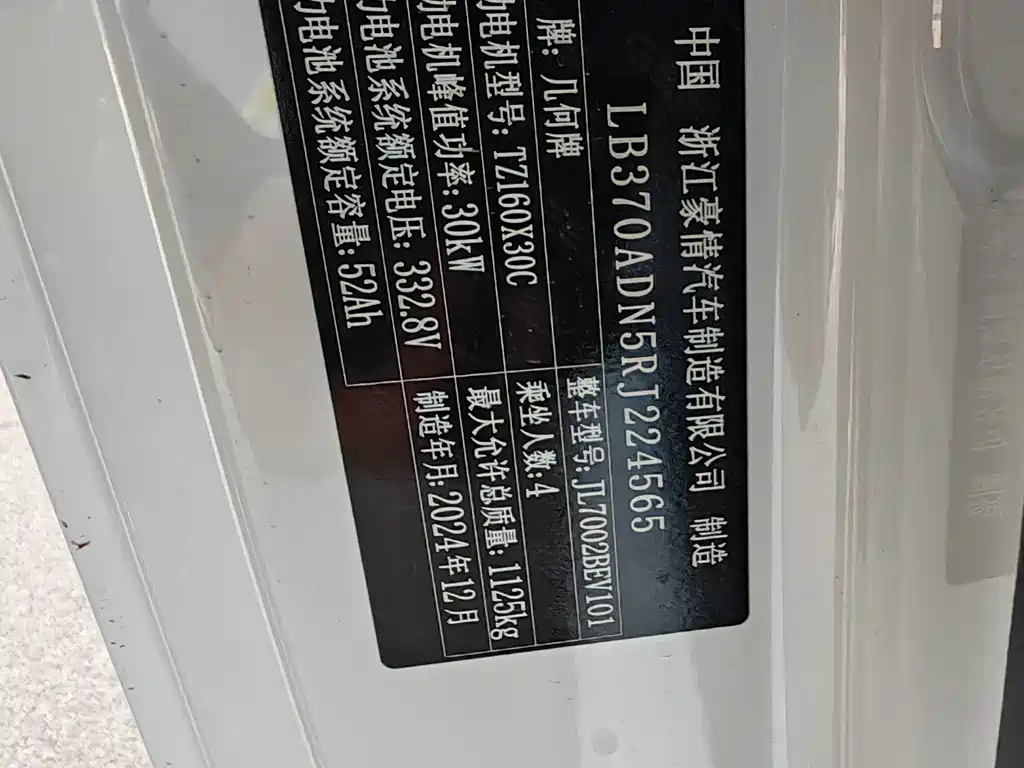 中国 浙江豪情汽车制造有限公司 制造
LB370ADN5RJ224565
牌: 几何牌 整车型号: JL7002BEV101
动电机型号: TZ160X30C 乘坐人数: 4
动电机峰值功率: 30kW 最大允许总质量: 1125kg
力电池系统额定电压: 332.8V 制造年月: 2024年12月
力电池系统额定容量: 52Ah